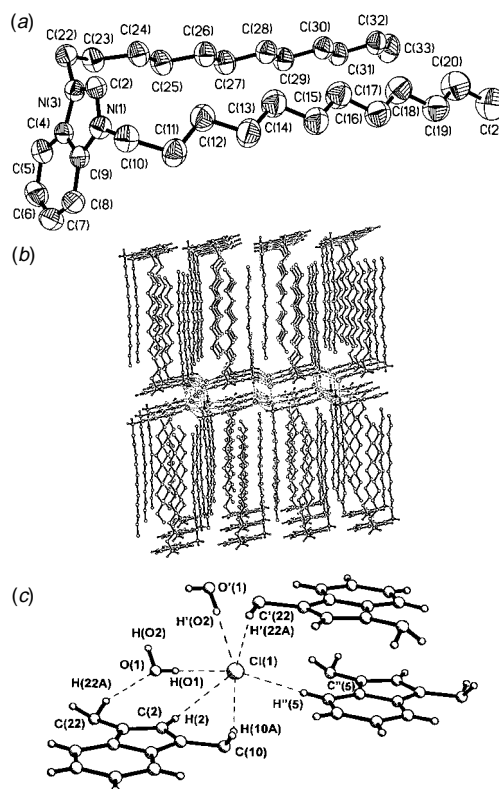 (a)
C(22) C(23) C(24) C(26) C(28) C(30) C(32)
C(33)
C(2) C(25) C(27) C(29) C(31) C(20)
N(3) N(1) C(13) C(15) C(17)
C(4) C(14) C(16) C(18) C(19) C(2
C(10) C(11) C(12)
C(5) C(9)
C(6) C(8)
C(7)
(b)
(c)
O'(1)
H'(O2) C'(22)
H(O2) H'(22A)
O(1) Cl(1)
H(22A) H(O1) C''(5)
C(22) C(2) H(2) H''(5)
H(10A)
C(10)